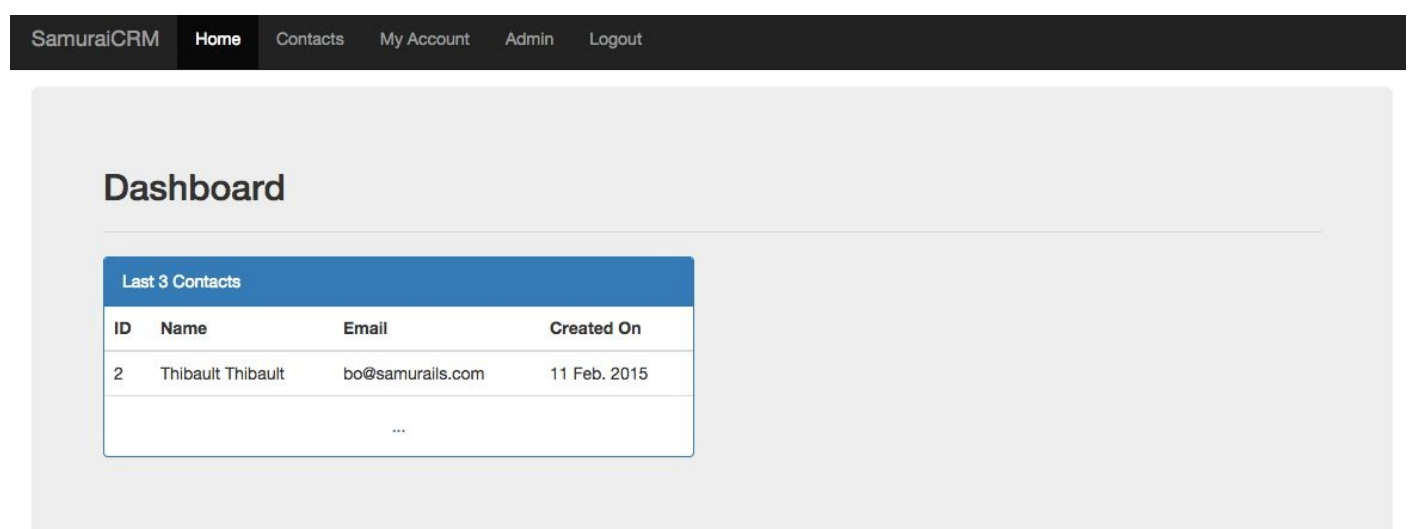 SamuraiCRM Home Contacts My Account Admin Logout
Dashboard
Last 3 Contacts
ID Name Email Created On
2 Thibault Thibault bo@samurails.com 11 Feb. 2015
...